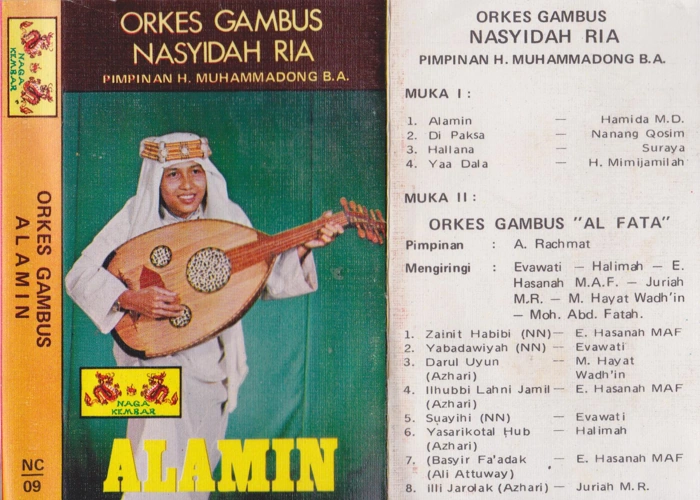 NAGA
KEMBAR
ORKES GAMBUS
ALAMIN
NC
09
ORKES GAMBUS
NASYIDAH RIA
PIMPINAN H. MUHAMMADONG B.A.
NAGA
KEMBAR
ALAMIN
ORKES GAMBUS
NASYIDAH RIA
PIMPINAN H. MUHAMMADONG B.A.
MUKA I :
1. Alamin — Hamida M.D.
2. Di Paksa — Nanang Qosim
3. Hallana — Suraya
4. Yaa Dala — H. Mimijamilah
MUKA II :
ORKES GAMBUS "AL FATA"
Pimpinan : A. Rachmat
Mengiringi : Evawati — Halimah — E.
Hasanah M.A.F. — Juriah
M.R. — M. Hayat Wadh'in
— Moh. Abd. Fatah.
1. Zainit Habibi (NN) — E. Hasanah MAF
2. Yabadawiyah (NN) — Evawati
3. Darul Uyun — M. Hayat
(Azhari) Wadh'in
4. Ilhubbi Lahni Jamil — E. Hasanah MAF
(Azhari)
5. Suayihi (NN) — Evawati
6. Yasarikotal Hub — Halimah
(Azhari)
7. (Basyir Fa'adak — E. Hasanah MAF
(Ali Attuway)
8. illi Jarolak (Azhari) — Juriah M.R.